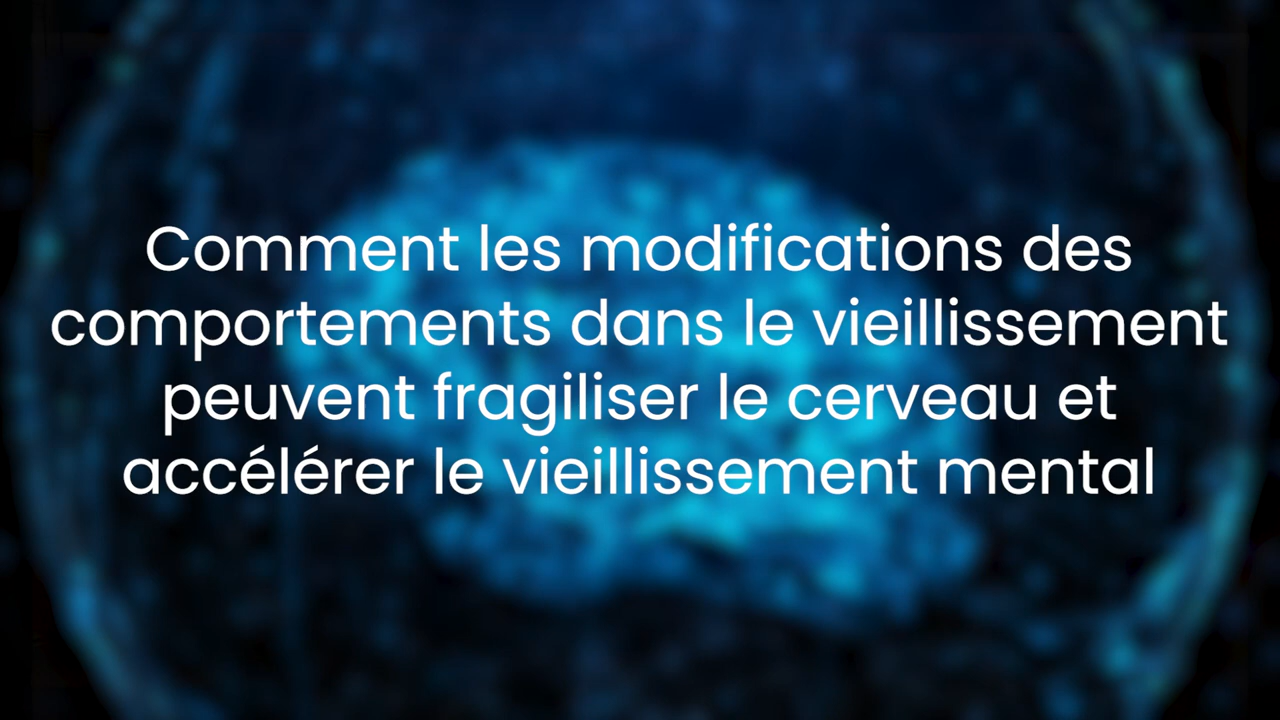 Comment les modifications des
comportements dans le vieillissement
peuvent fragiliser le cerveau et
accélérer le vieillissement mental